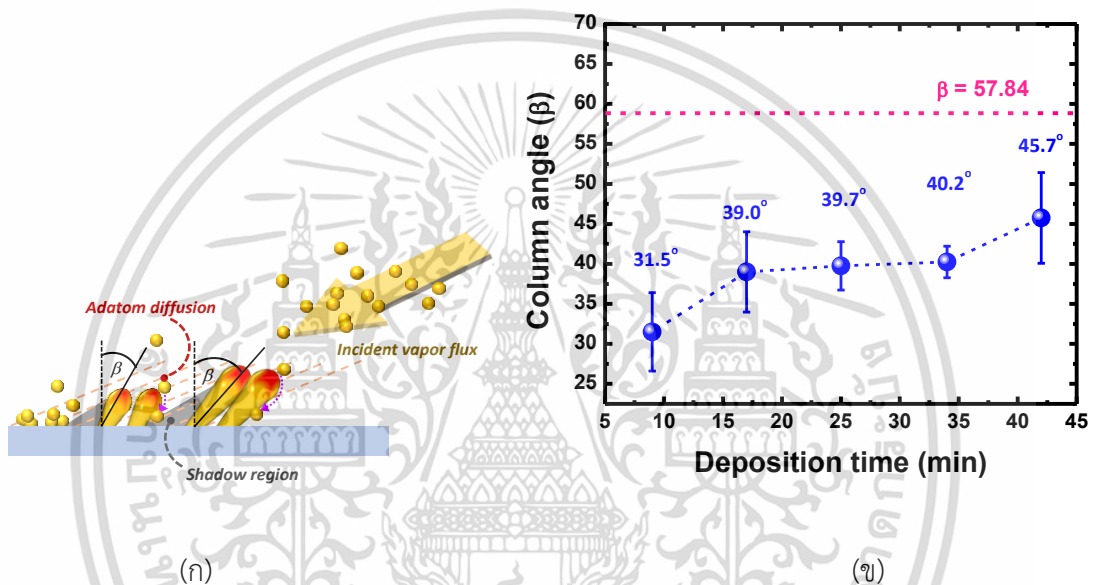 Adatom diffusion
Incident vapor flux
β
β
Shadow region
(ก)
Column angle (β)
70
65
60
55
50
45
40
35
30
25
β = 57.84
31.5°
39.0°
39.7°
40.2°
45.7°
5 10 15 20 25 30 35 40 45
Deposition time (min)
(ข)